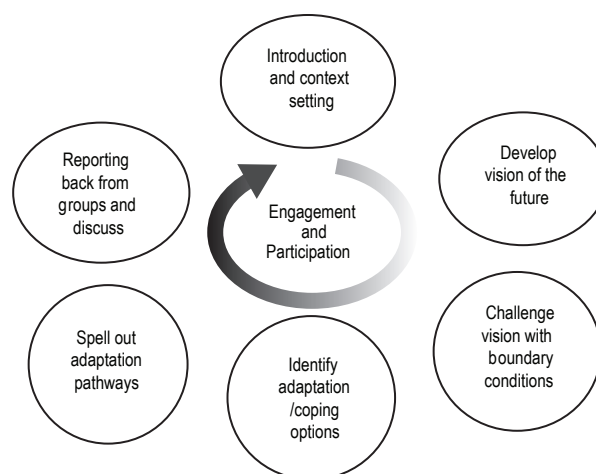 Introduction
and context
setting
Develop
vision of the
future
Challenge
vision with
boundary
conditions
Identify
adaptation
/coping
options
Spell out
adaptation
pathways
Reporting
back from
groups and
discuss
Engagement
and
Participation